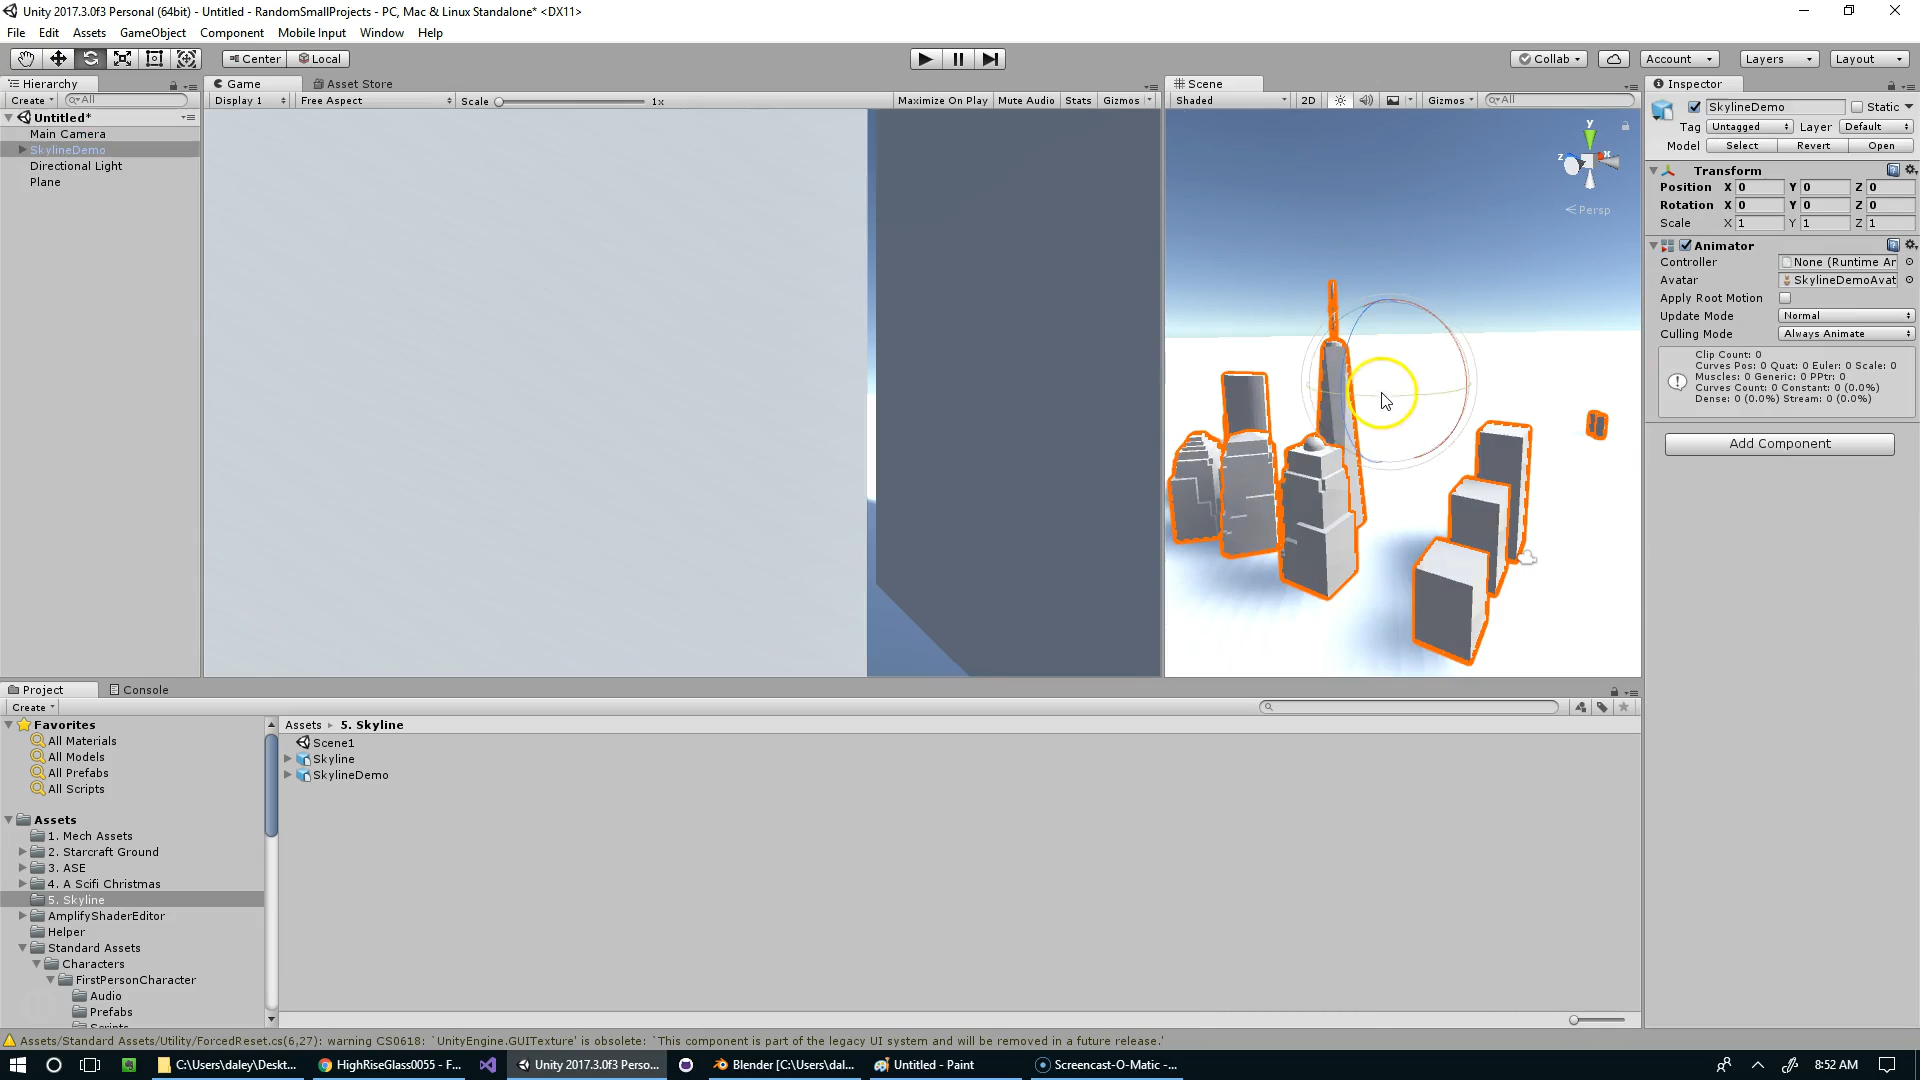 Unity 2017.3.0f3 Personal (64bit) - Untitled - RandomSmallProjects - PC, Mac & Linux Standalone* <DX11>
File Edit Assets GameObject Component Mobile Input Window Help
Center Local
Collab Account Layers Layout
Hierarchy
Create All
Untitled*
Main Camera
SkylineDemo
Directional Light
Plane
Game Asset Store
Display 1 Free Aspect Scale 1x Maximize On Play Mute Audio Stats Gizmos
Scene
Shaded 2D Gizmos All
y
z x
Persp
Inspector
SkylineDemo Static
Tag Untagged Layer Default
Model Select Revert Open
Transform
Position X 0 Y 0 Z 0
Rotation X 0 Y 0 Z 0
Scale X 1 Y 1 Z 1
Animator
Controller None (Runtime Ar
Avatar SkylineDemoAvat
Apply Root Motion
Update Mode Normal
Culling Mode Always Animate
Clip Count: 0
Curves Pos: 0 Quat: 0 Euler: 0 Scale: 0
Muscles: 0 Generic: 0 PPtr: 0
Curves Count: 0 Constant: 0 (0.0%)
Dense: 0 (0.0%) Stream: 0 (0.0%)
Add Component
Project Console
Create
Favorites
All Materials
All Models
All Prefabs
All Scripts
Assets
1. Mech Assets
2. Starcraft Ground
3. ASE
4. A Scifi Christmas
5. Skyline
AmplifyShaderEditor
Helper
Standard Assets
Characters
FirstPersonCharacter
Audio
Prefabs
Scripts
Assets 5. Skyline
Scene1
Skyline
SkylineDemo
Assets/Standard Assets/Utility/ForcedReset.cs(6,27): warning CS0618: `UnityEngine.GUITexture' is obsolete: `This component is part of the legacy UI system and will be removed in a future release.'
C:\Users\daley\Deskt... HighRiseGlass0055 - F... Unity 2017.3.0f3 Perso... Blender [C:\Users\dal... Untitled - Paint Screencast-O-Matic -... 8:52 AM